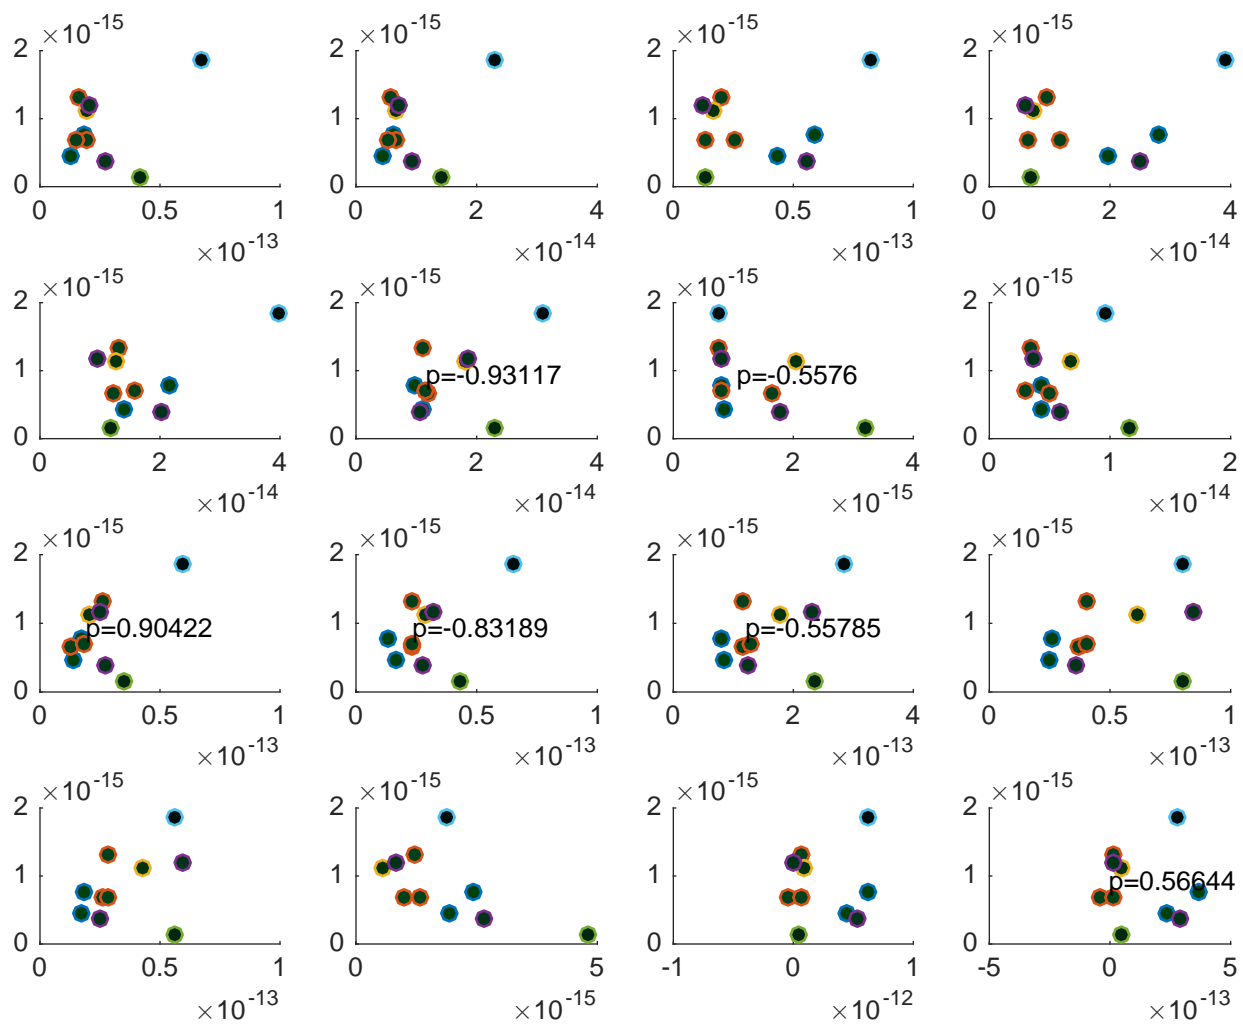 ×10-15 ×10-15 ×10-15 ×10-15
2 2 2 2
1 1 1 1
0 0 0 0
0 0.5 1 0 2 4 0 0.5 1 0 2 4
×10-13 ×10-14 ×10-13 ×10-14
×10-15 ×10-15 ×10-15 ×10-15
2 2 2 2
1 1 1 1
p=-0.93117 p=-0.5576
0 0 0 0
0 2 4 0 2 4 0 2 4 0 1 2
×10-14 ×10-14 ×10-15 ×10-14
×10-15 ×10-15 ×10-15 ×10-15
2 2 2 2
1 1 1 1
p=0.90422 p=-0.83189 p=-0.55785
0 0 0 0
0 0.5 1 0 0.5 1 0 2 4 0 0.5 1
×10-13 ×10-13 ×10-13 ×10-13
×10-15 ×10-15 ×10-15 ×10-15
2 2 2 2
1 1 1 1
p=0.56644
0 0 0 0
0 0.5 1 0 5 -1 0 1 -5 0 5
×10-13 ×10-15 ×10-12 ×10-13